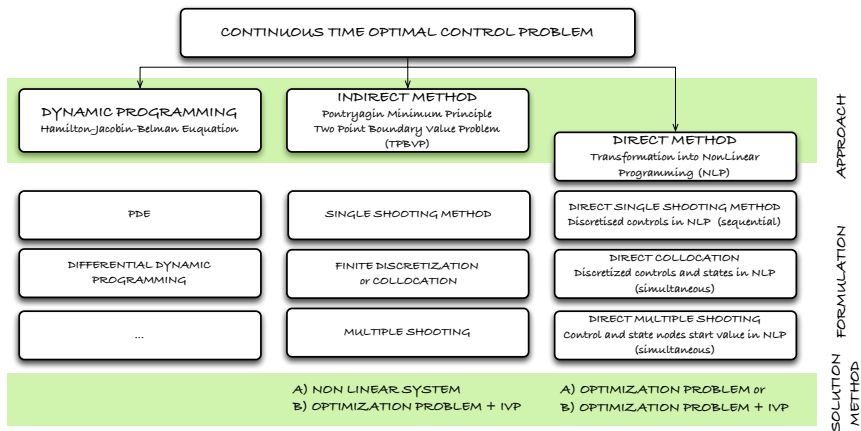 CONTINUOUS TIME OPTIMAL CONTROL PROBLEM
DYNAMIC PROGRAMMING
Hamilton-Jacobin-Belman Euquation
INDIRECT METHOD
Pontryagin Minimum Principle
Two Point Boundary Value Problem
(TPBVP)
DIRECT METHOD
Transformation into NonLinear
Programming (NLP)
APPROACH
PDE
SINGLE SHOOTING METHOD
DIRECT SINGLE SHOOTING METHOD
Discretised controls in NLP (sequential)
DIFFERENTIAL DYNAMIC
PROGRAMMING
FINITE DISCRETIZATION
or COLLOCATION
DIRECT COLLOCATION
Discretized controls and states in NLP
(simultaneous)
...
MULTIPLE SHOOTING
DIRECT MULTIPLE SHOOTING
Control and state nodes start value in NLP
(simultaneous)
FORMULATION
A) NON LINEAR SYSTEM
B) OPTIMIZATION PROBLEM + IVP
A) OPTIMIZATION PROBLEM or
B) OPTIMIZATION PROBLEM + IVP
SOLUTION
METHOD